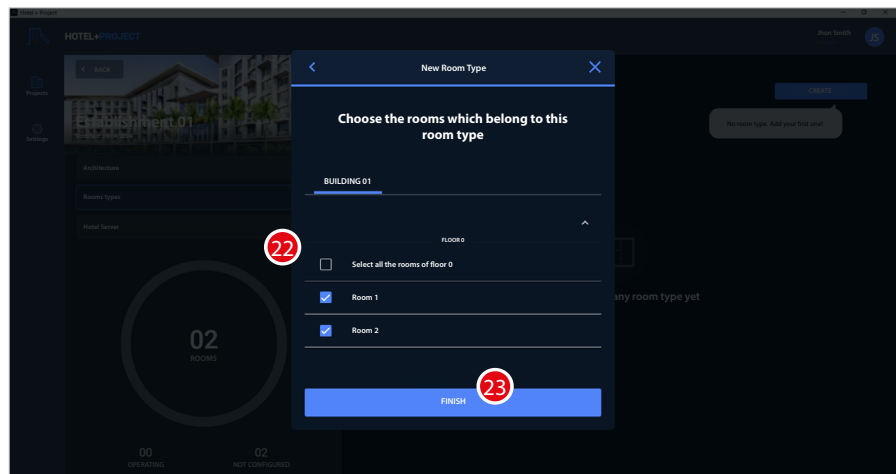 Hotel + Project
HOTEL+PROJECT
Jhon Smith
JS
BACK
New Room Type
Projects
CREATE
Choose the rooms which belong to this
room type
Establishment 01
No room type. Add your first one!
Settings
Architecture
BUILDING 01
Rooms types
Hotel Server
FLOOR 0
22
Select all the rooms of floor 0
Room 1
any room type yet
Room 2
02
ROOMS
23
FINISH
00
OPERATING
02
NOT CONFIGURED